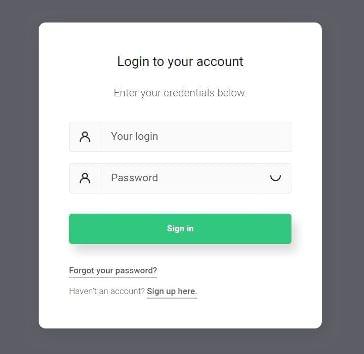 Login to your account
Enter your credentials below
Your login
Password
Sign in
Forgot your password?
Haven't an account? Sign up here.